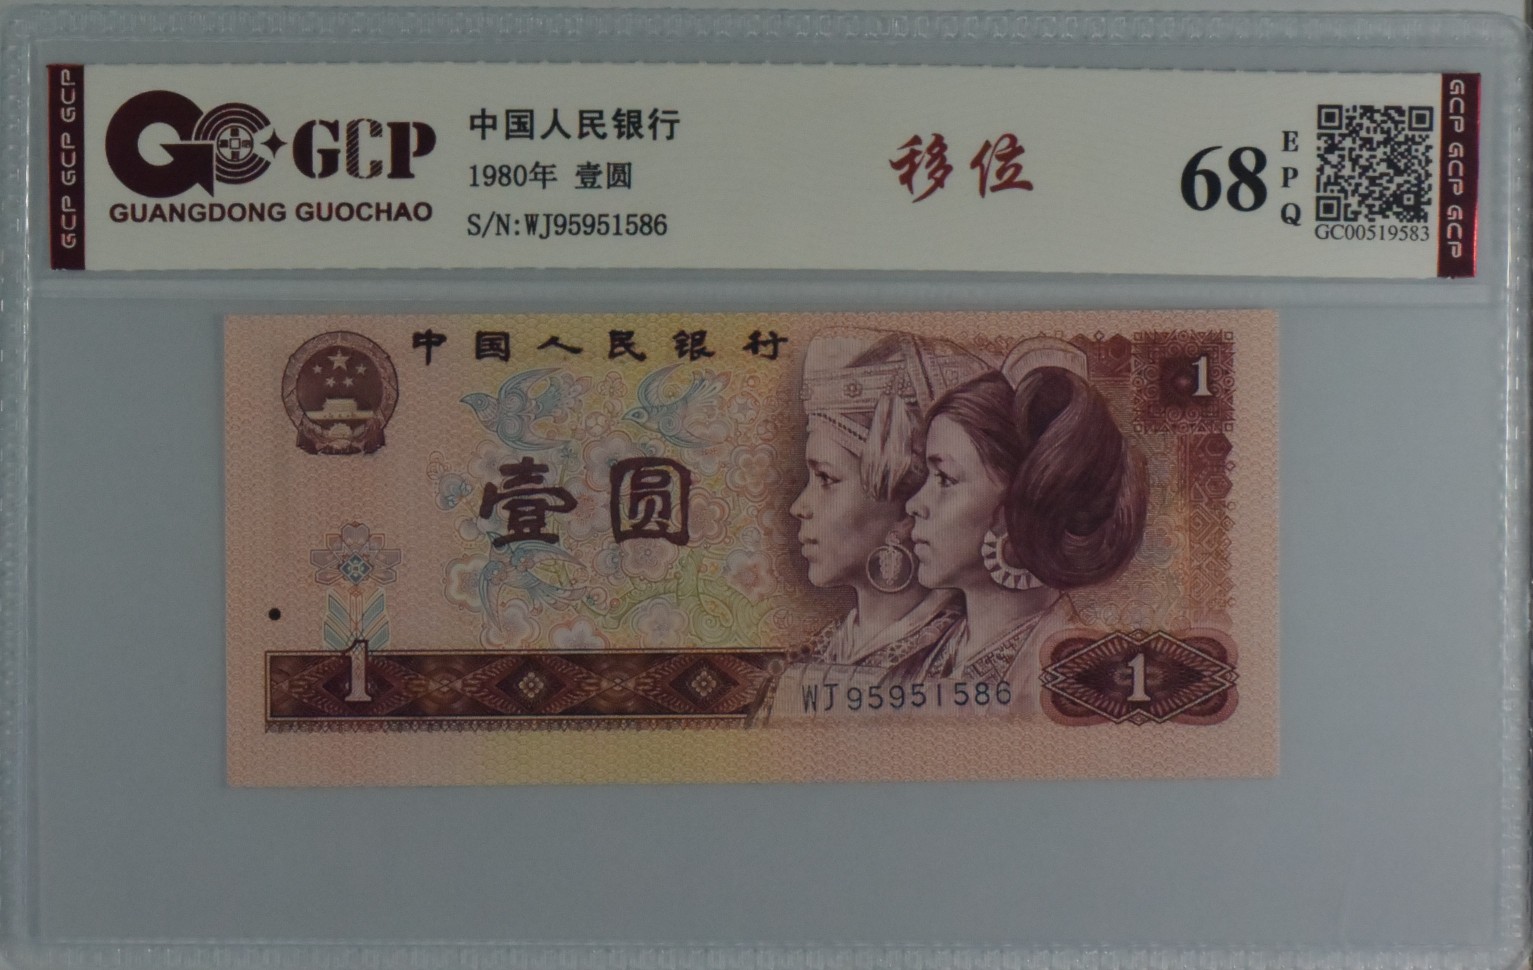 GCP GCP GCP
GCP
GUANGDONG GUOCHAO
中国人民银行
1980年 壹圆
S/N:WJ95951586
移位
68
EPQ
GC00519583
GCP GCP GCP
中国人民银行
1
壹圆
1
WJ95951586
1